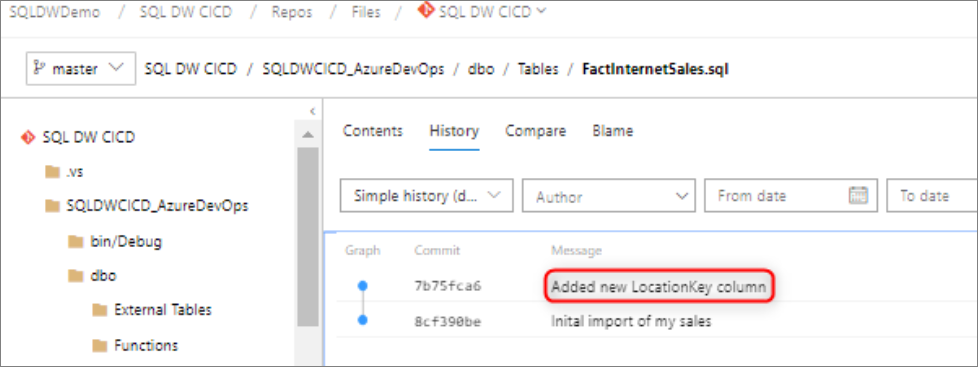 SQLDWDemo / SQL DW CICD / Repos / Files / SQL DW CICD
master SQL DW CICD / SQLDWCICD_AzureDevOps / dbo / Tables / FactInternetSales.sql
SQL DW CICD
.vs
SQLDWCICD_AzureDevOps
bin/Debug
dbo
External Tables
Functions
Contents History Compare Blame
Simple history (d... Author From date To date
Graph Commit Message
7b75fca6 Added new LocationKey column
8cf390be Inital import of my sales